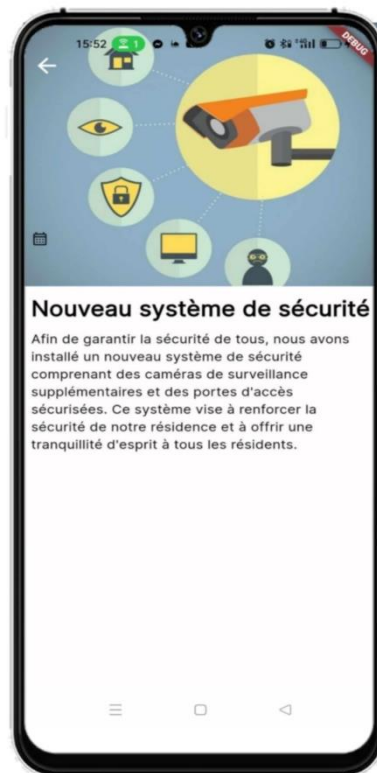 15:52
1
DEBUG
Nouveau système de sécurité
Afin de garantir la sécurité de tous, nous avons
installé un nouveau système de sécurité
comprenant des caméras de surveillance
supplémentaires et des portes d'accès
sécurisées. Ce système vise à renforcer la
sécurité de notre résidence et à offrir une
tranquillité d'esprit à tous les résidents.